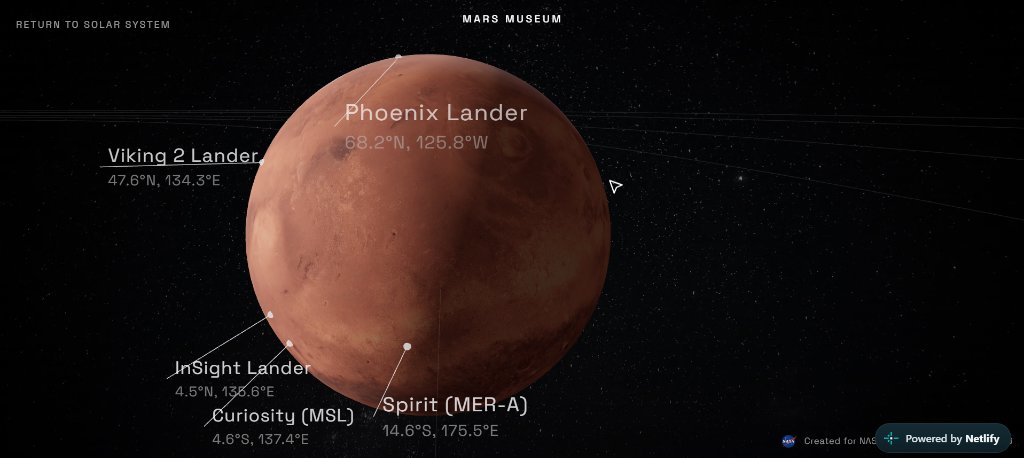 RETURN TO SOLAR SYSTEM
MARS MUSEUM
Phoenix Lander
68.2°N, 125.8°W
Viking 2 Lander
47.6°N, 134.3°E
InSight Lander
4.5°N, 135.6°E
Curiosity (MSL)
4.6°S, 137.4°E
Spirit (MER-A)
14.6°S, 175.5°E
NASA
Created for NAS
Powered by Netlify